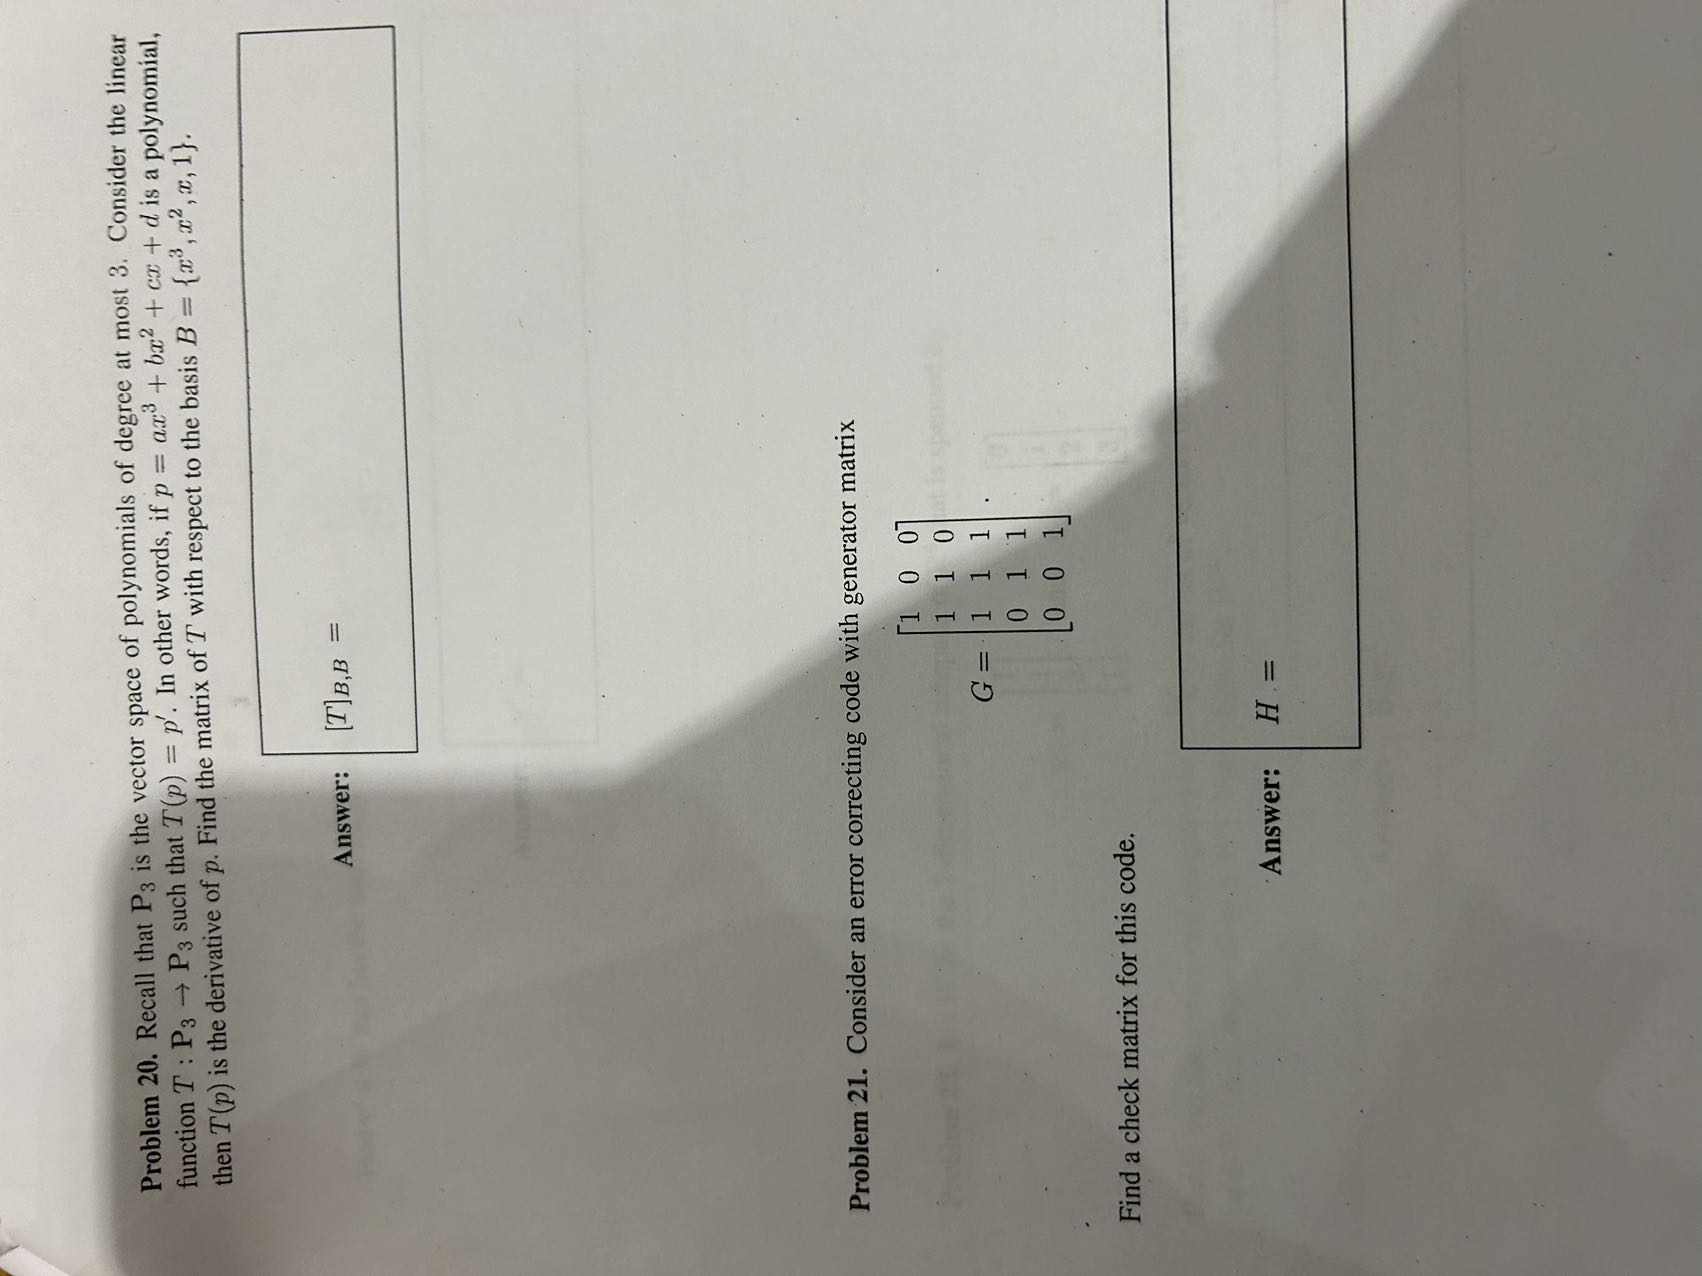 Problem 20. Recall that P₃ is the vector space of polynomials of degree at most 3. Consider the linear
function T : P₃ → P₃ such that T(p) = p′. In other words, if p = ax³ + bx² + cx + d is a polynomial,
then T(p) is the derivative of p. Find the matrix of T with respect to the basis B = {x³, x², x, 1}.
Answer: [T]B,B =
Problem 21. Consider an error correcting code with generator matrix
1 0 0
1 1 0
G = 1 1 1 .
0 1 1
0 0 1
Find a check matrix for this code.
Answer: H =